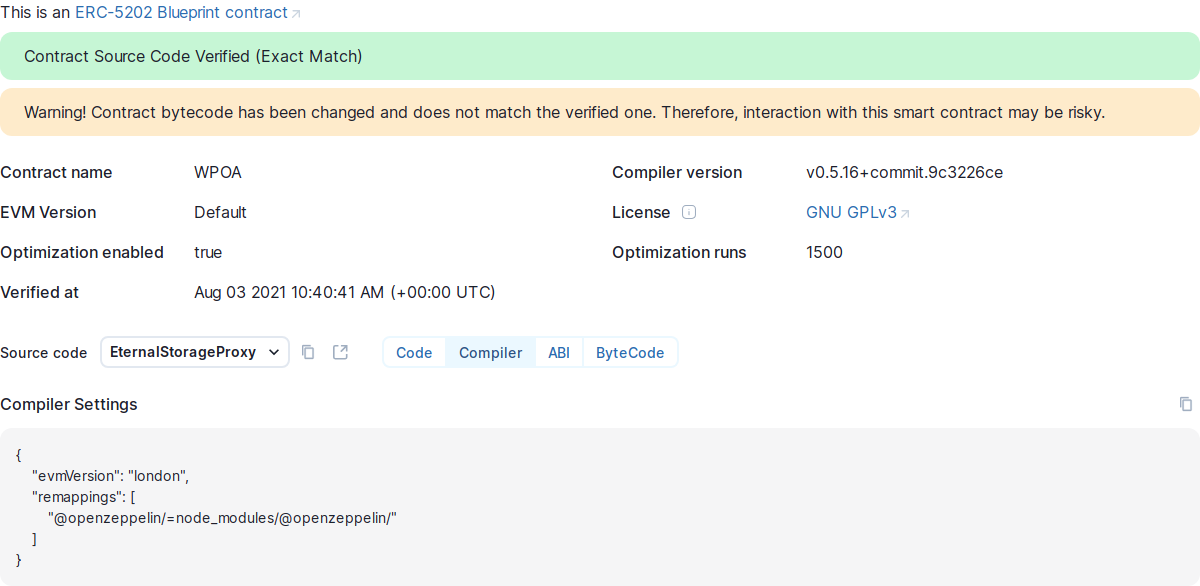 This is an ERC-5202 Blueprint contract
Contract Source Code Verified (Exact Match)
Warning! Contract bytecode has been changed and does not match the verified one. Therefore, interaction with this smart contract may be risky.
Contract name WPOA Compiler version v0.5.16+commit.9c3226ce
EVM Version Default License GNU GPLv3
Optimization enabled true Optimization runs 1500
Verified at Aug 03 2021 10:40:41 AM (+00:00 UTC)
Source code EternalStorageProxy Code Compiler ABI ByteCode
Compiler Settings
{
    "evmVersion": "london",
    "remappings": [
        "@openzeppelin/=node_modules/@openzeppelin/"
    ]
}